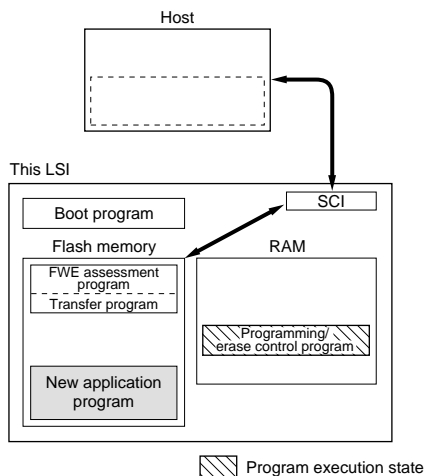 Host
This LSI
SCI
Boot program
Flash memory
RAM
FWE assessment
program
Transfer program
Programming/
erase control program
New application
program
Program execution state